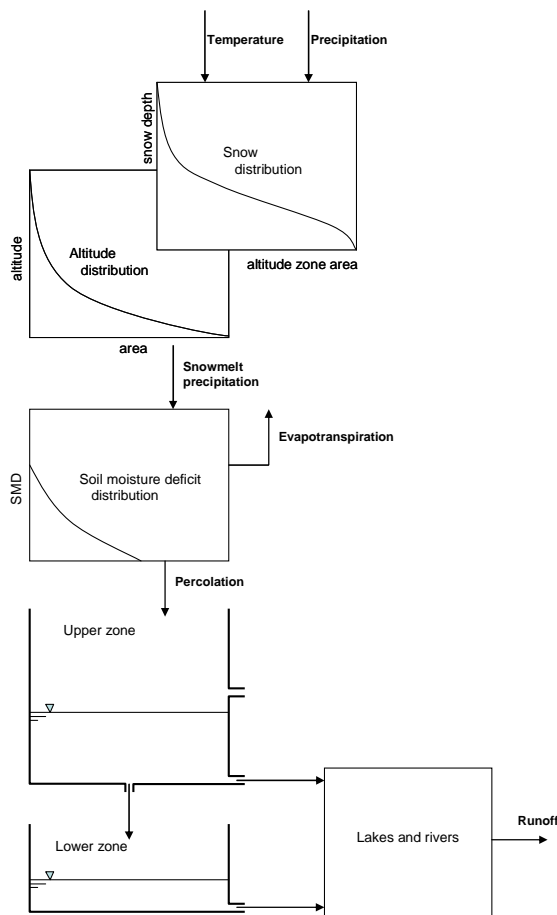 Temperature
Precipitation
snow depth
Snow
distribution
altitude zone area
altitude
Altitude
distribution
area
Snowmelt
precipitation
Evapotranspiration
SMD
Soil moisture deficit
distribution
Percolation
Upper zone
Lower zone
Lakes and rivers
Runoff